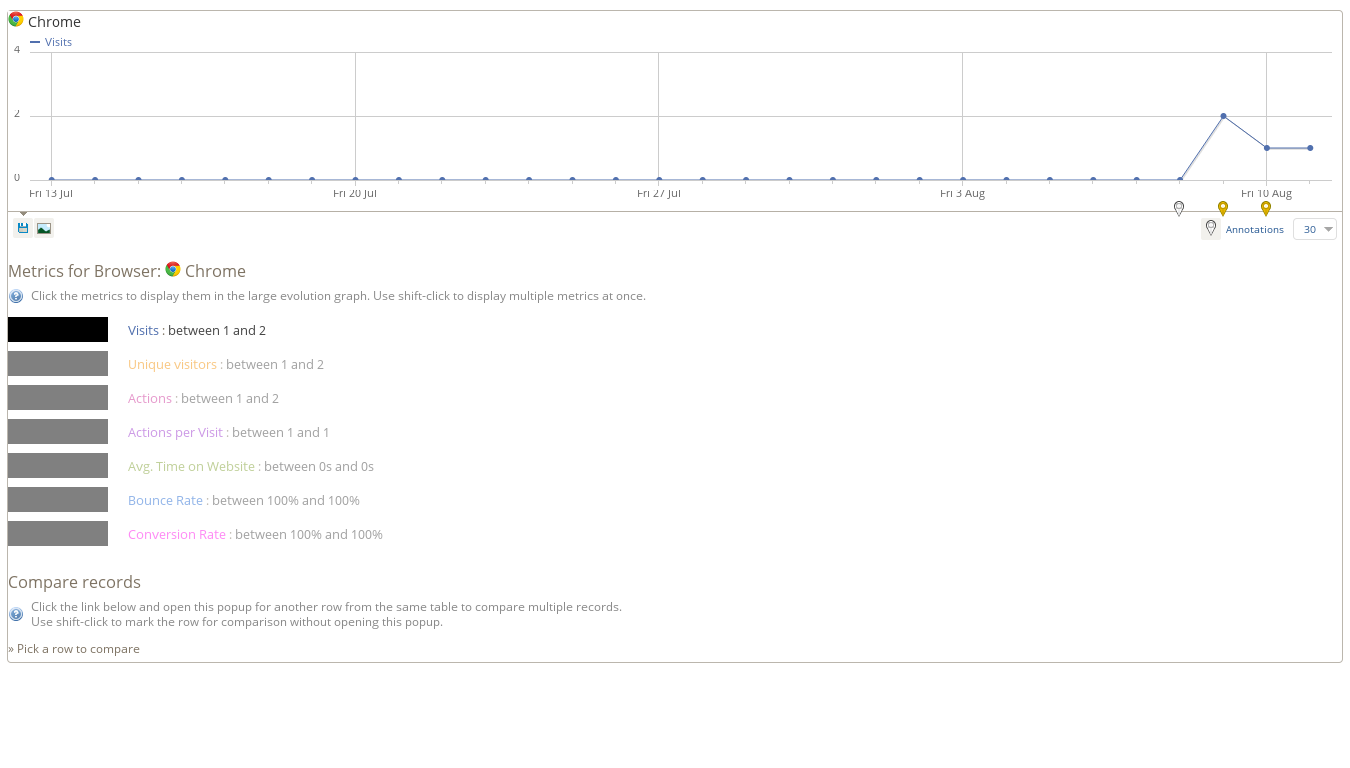 Chrome
Visits
4
2
0
Fri 13 Jul Fri 20 Jul Fri 27 Jul Fri 3 Aug Fri 10 Aug
Annotations 30
Metrics for Browser: Chrome
Click the metrics to display them in the large evolution graph. Use shift-click to display multiple metrics at once.
Visits : between 1 and 2
Unique visitors : between 1 and 2
Actions : between 1 and 2
Actions per Visit : between 1 and 1
Avg. Time on Website : between 0s and 0s
Bounce Rate : between 100% and 100%
Conversion Rate : between 100% and 100%
Compare records
Click the link below and open this popup for another row from the same table to compare multiple records.
Use shift-click to mark the row for comparison without opening this popup.
» Pick a row to compare